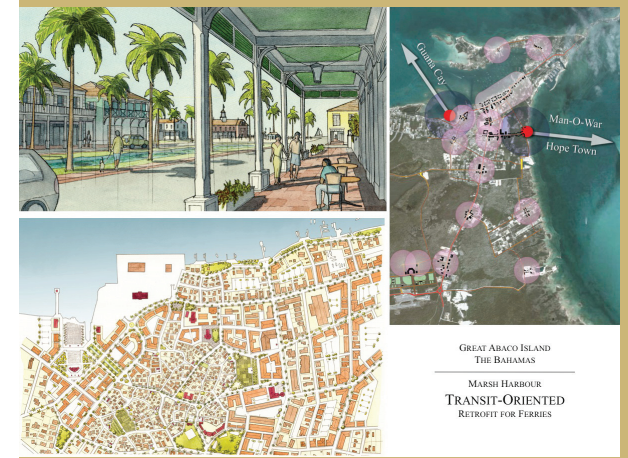 Guana Cay
Man-O-War
Hope Town
GREAT ABACO ISLAND
THE BAHAMAS
MARSH HARBOUR
TRANSIT-ORIENTED
RETROFIT FOR FERRIES